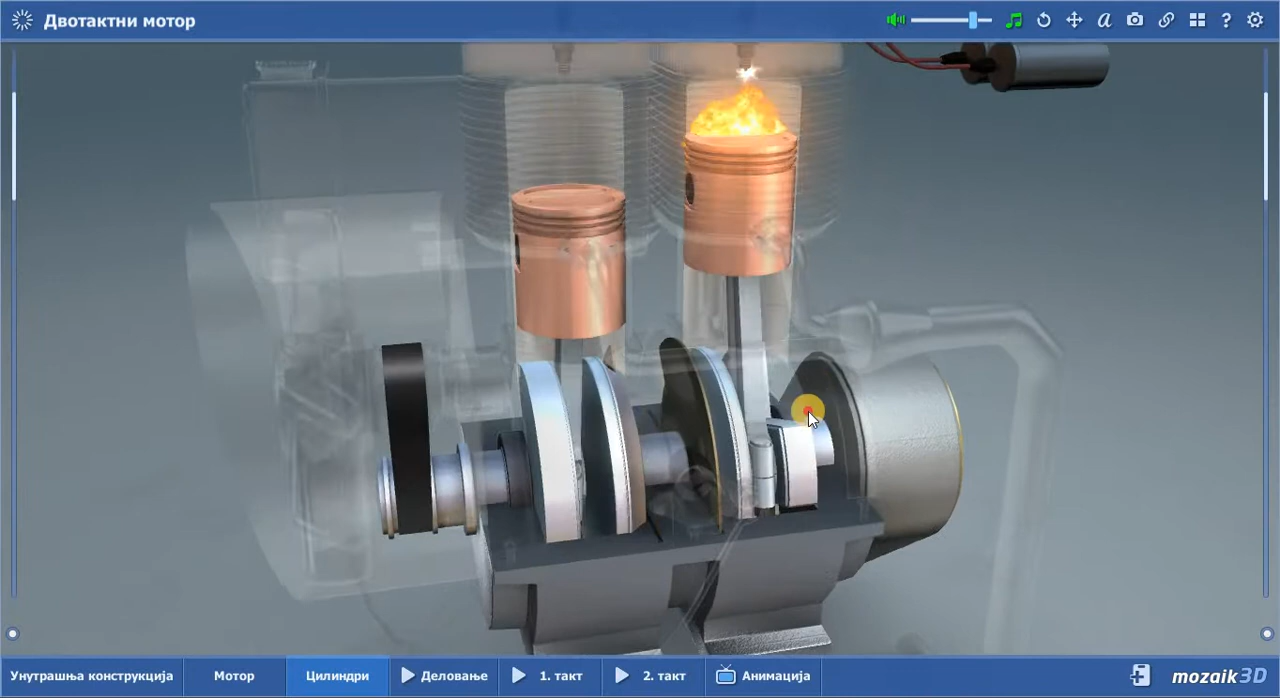 Двотактни мотор
Унутрашња конструкција
Мотор
Цилиндри
Деловање
1. такт
2. такт
Анимација
mozaik3D